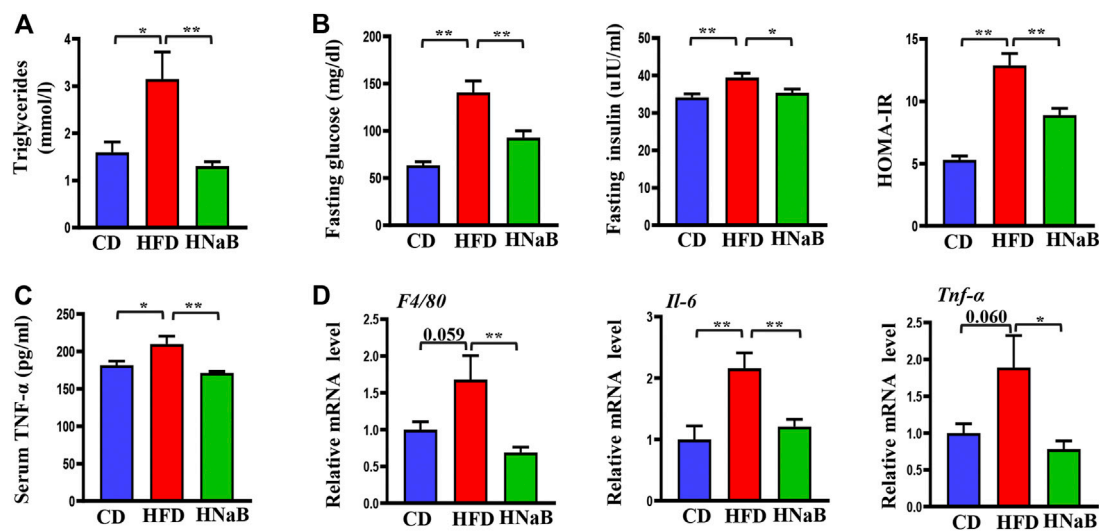 A
Triglycerides
(mmol/l)
4
3
2
1
0
*
**
CD HFD HNaB
B
Fasting glucose (mg/dl)
200
150
100
50
0
**
**
CD HFD HNaB
Fasting insulin (uIU/ml)
50
40
30
20
10
0
**
*
CD HFD HNaB
HOMA-IR
15
10
5
0
**
**
CD HFD HNaB
C
Serum TNF-α (pg/ml)
250
200
150
100
50
0
*
**
CD HFD HNaB
D
F4/80
Relative mRNA level
2.5
2.0
1.5
1.0
0.5
0.0
0.059
**
CD HFD HNaB
Il-6
Relative mRNA level
3
2
1
0
**
**
CD HFD HNaB
Tnf-α
Relative mRNA level
2.5
2.0
1.5
1.0
0.5
0.0
0.060
*
CD HFD HNaB